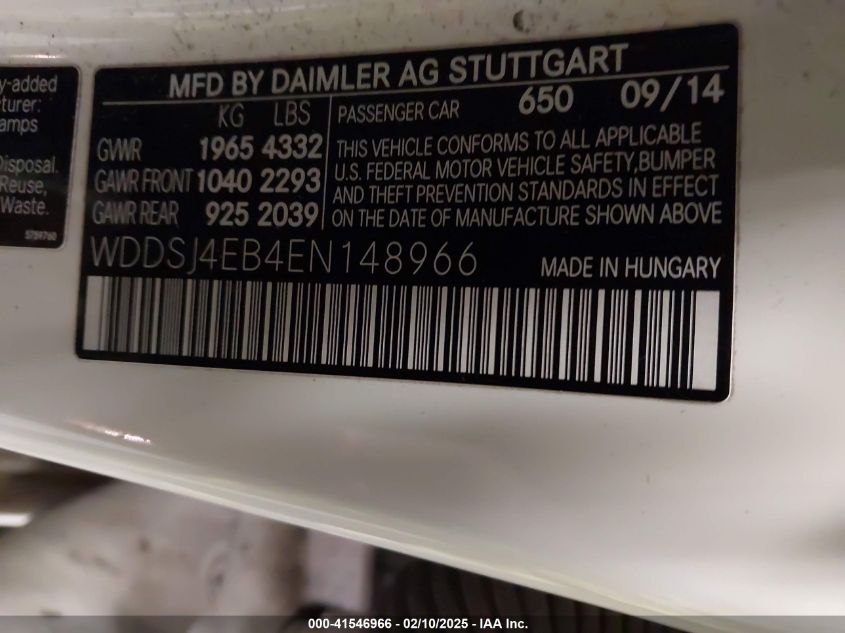 y-added
cturer:
amps
Disposal.
Reuse,
Waste.
5759760
MFD BY DAIMLER AG STUTTGART
KG LBS
GVWR 1965 4332
GAWR FRONT 1040 2293
GAWR REAR 925 2039
PASSENGER CAR 650 09/14
THIS VEHICLE CONFORMS TO ALL APPLICABLE
U.S. FEDERAL MOTOR VEHICLE SAFETY,BUMPER
AND THEFT PREVENTION STANDARDS IN EFFECT
ON THE DATE OF MANUFACTURE SHOWN ABOVE
WDDSJ4EB4EN148966 MADE IN HUNGARY
000-41546966 - 02/10/2025 - IAA Inc.